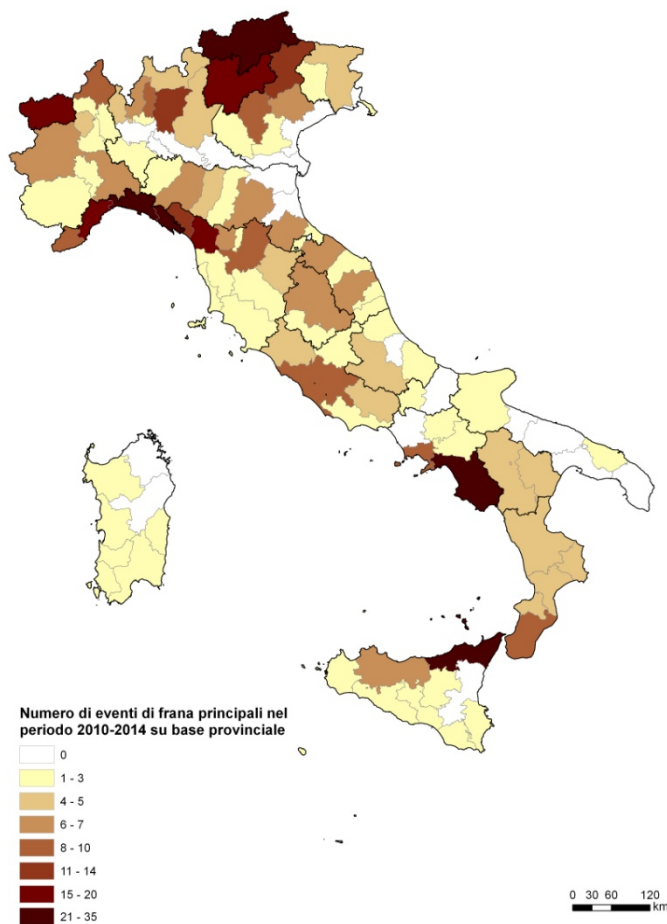 Numero di eventi di frana principali nel
periodo 2010-2014 su base provinciale
0
1 - 3
4 - 5
6 - 7
8 - 10
11 - 14
15 - 20
21 - 35
0 30 60 120
km